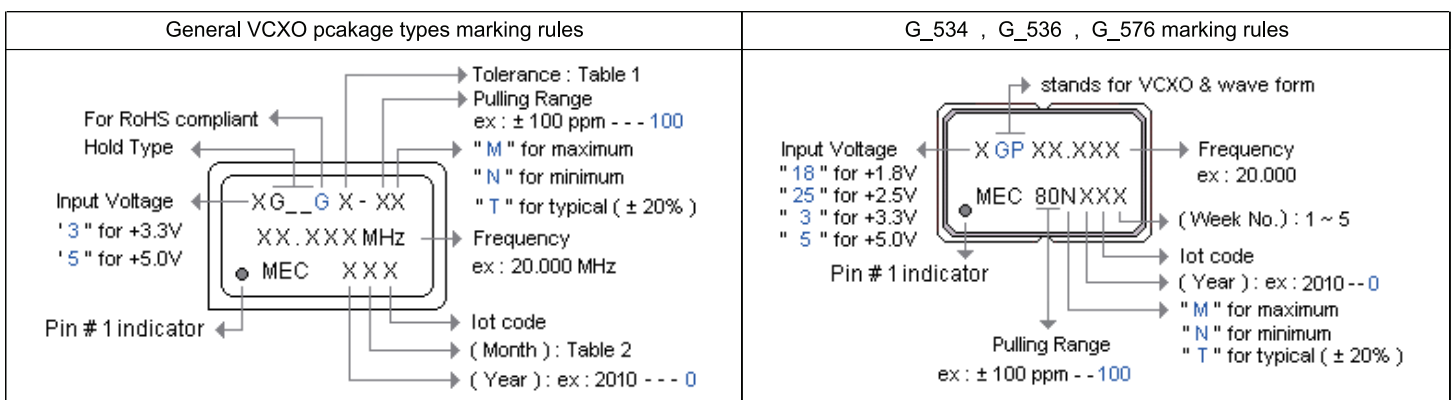 General VCXO pcakage types marking rules
Tolerance : Table 1
Pulling Range
ex : ± 100 ppm - - - 100
For RoHS compliant
Hold Type
" M " for maximum
" N " for minimum
" T " for typical ( ± 20% )
Input Voltage
' 3 " for +3.3V
' 5 " for +5.0V
XG__G X - XX
XX.XXX MHz
MEC XXX
Frequency
ex : 20.000 MHz
Pin # 1 indicator
lot code
( Month ) : Table 2
( Year ) : ex : 2010 - - - 0
G_534 , G_536 , G_576 marking rules
stands for VCXO & wave form
Input Voltage
" 18 " for +1.8V
" 25 " for +2.5V
" 3 " for +3.3V
" 5 " for +5.0V
X GP XX.XXX
MEC 80NXXX
Frequency
ex : 20.000
( Week No.) : 1 ~ 5
Pin # 1 indicator
lot code
( Year ) : ex : 2010 - - 0
" M " for maximum
" N " for minimum
" T " for typical ( ± 20% )
Pulling Range
ex : ± 100 ppm - - 100